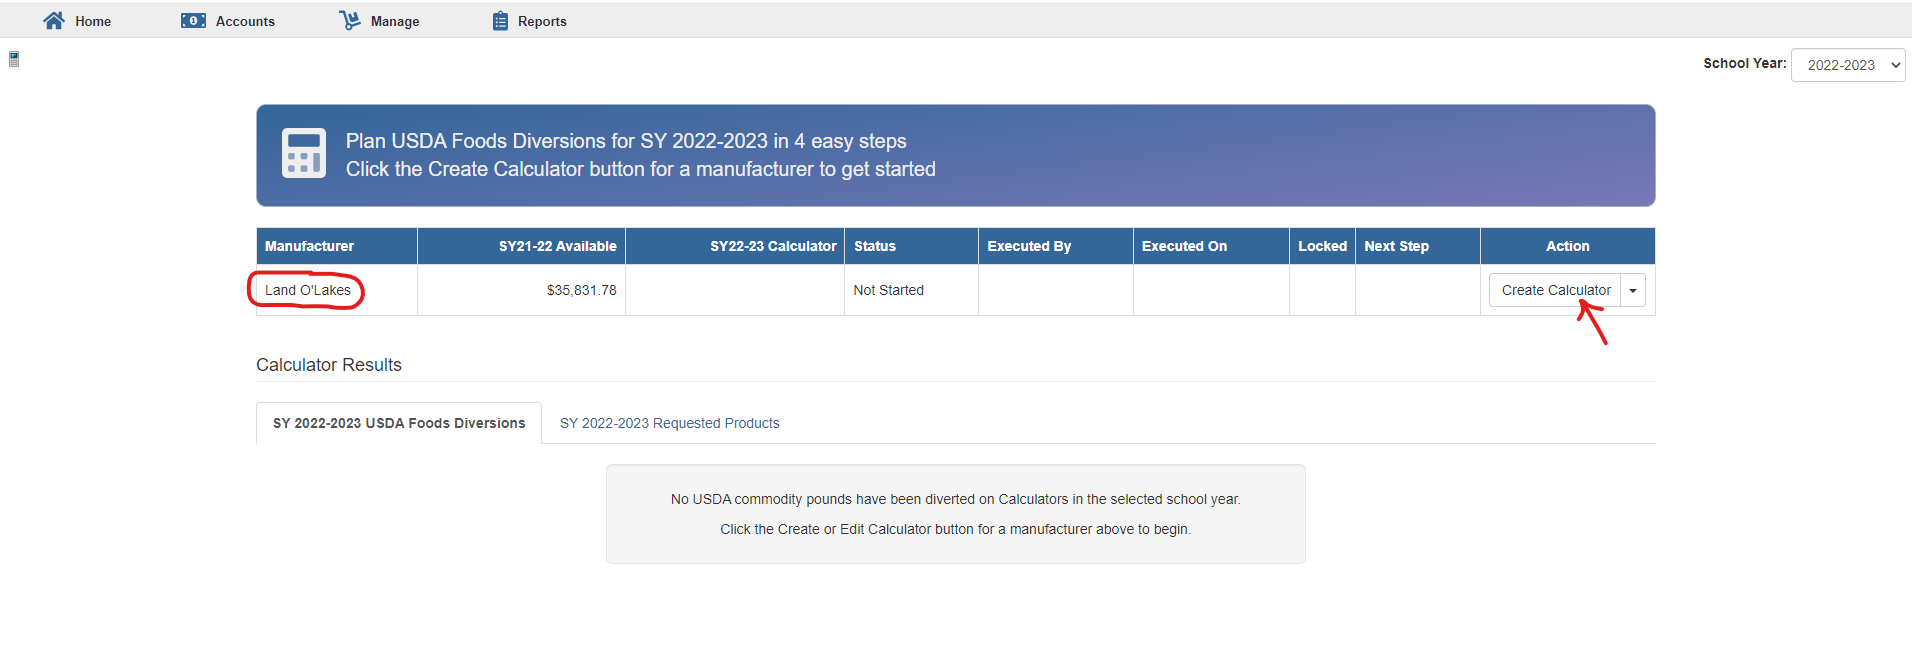 Home Accounts Manage Reports
School Year: 2022-2023
Plan USDA Foods Diversions for SY 2022-2023 in 4 easy steps
Click the Create Calculator button for a manufacturer to get started
Manufacturer SY21-22 Available SY22-23 Calculator Status Executed By Executed On Locked Next Step Action
Land O'Lakes $35,831.78 Not Started Create Calculator
Calculator Results
SY 2022-2023 USDA Foods Diversions SY 2022-2023 Requested Products
No USDA commodity pounds have been diverted on Calculators in the selected school year.
Click the Create or Edit Calculator button for a manufacturer above to begin.